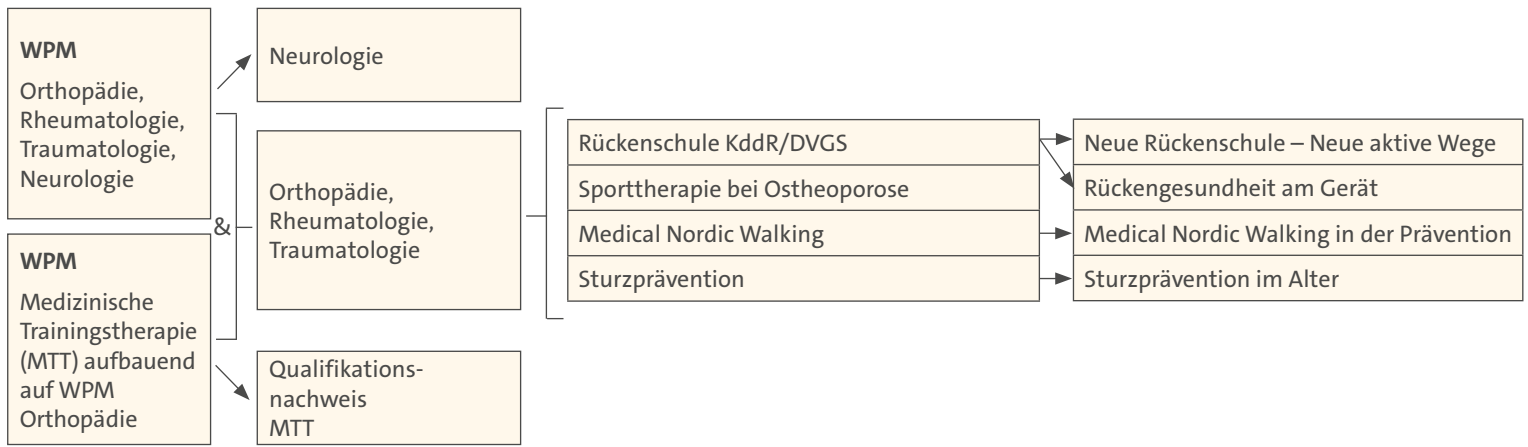 WPM
Orthopädie,
Rheumatologie,
Traumatologie,
Neurologie
&
WPM
Medizinische
Trainingstherapie
(MTT) aufbauend
auf WPM
Orthopädie
Neurologie
Orthopädie,
Rheumatologie,
Traumatologie
Qualifikations-
nachweis
MTT
Rückenschule KddR/DVGS
Sporttherapie bei Ostheoporose
Medical Nordic Walking
Sturzprävention
Neue Rückenschule – Neue aktive Wege
Rückengesundheit am Gerät
Medical Nordic Walking in der Prävention
Sturzprävention im Alter